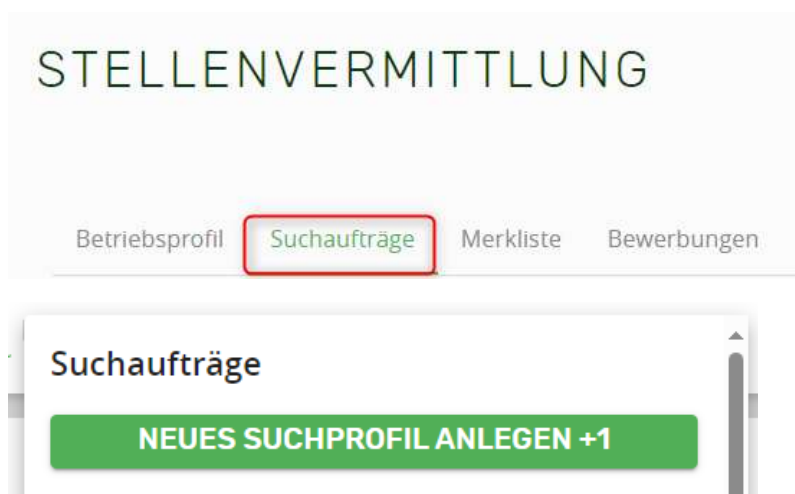 STELLENVERMITTLUNG
Betriebsprofil Suchaufträge Merkliste Bewerbungen
Suchaufträge
NEUES SUCHPROFIL ANLEGEN +1